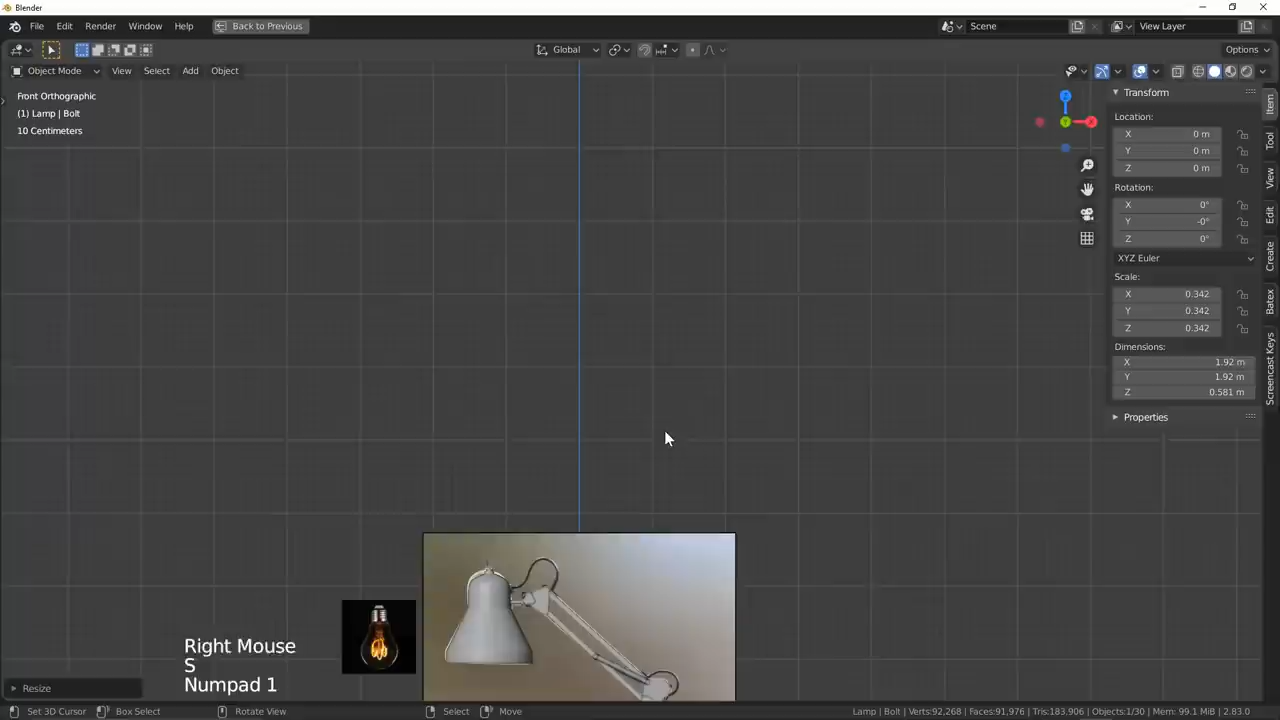 Blender
File Edit Render Window Help Back to Previous Scene View Layer
Global Options
Object Mode View Select Add Object
Front Orthographic
(1) Lamp | Bolt
10 Centimeters
Transform
Location:
X 0 m
Y 0 m
Z 0 m
Rotation:
X 0°
Y -0°
Z 0°
XYZ Euler
Scale:
X 0.342
Y 0.342
Z 0.342
Dimensions:
X 1.92 m
Y 1.92 m
Z 0.581 m
Properties
Item
Tool
View
Edit
Create
Batex
Screencast Keys
Z
X
Y
Right Mouse
S
Numpad 1
Resize
Set 3D Cursor Box Select Rotate View Select Move Lamp | Bolt Verts:92,268 | Faces:91,976 | Tris:183,906 | Objects:1/30 | Mem: 99.1 MiB | 2.83.0